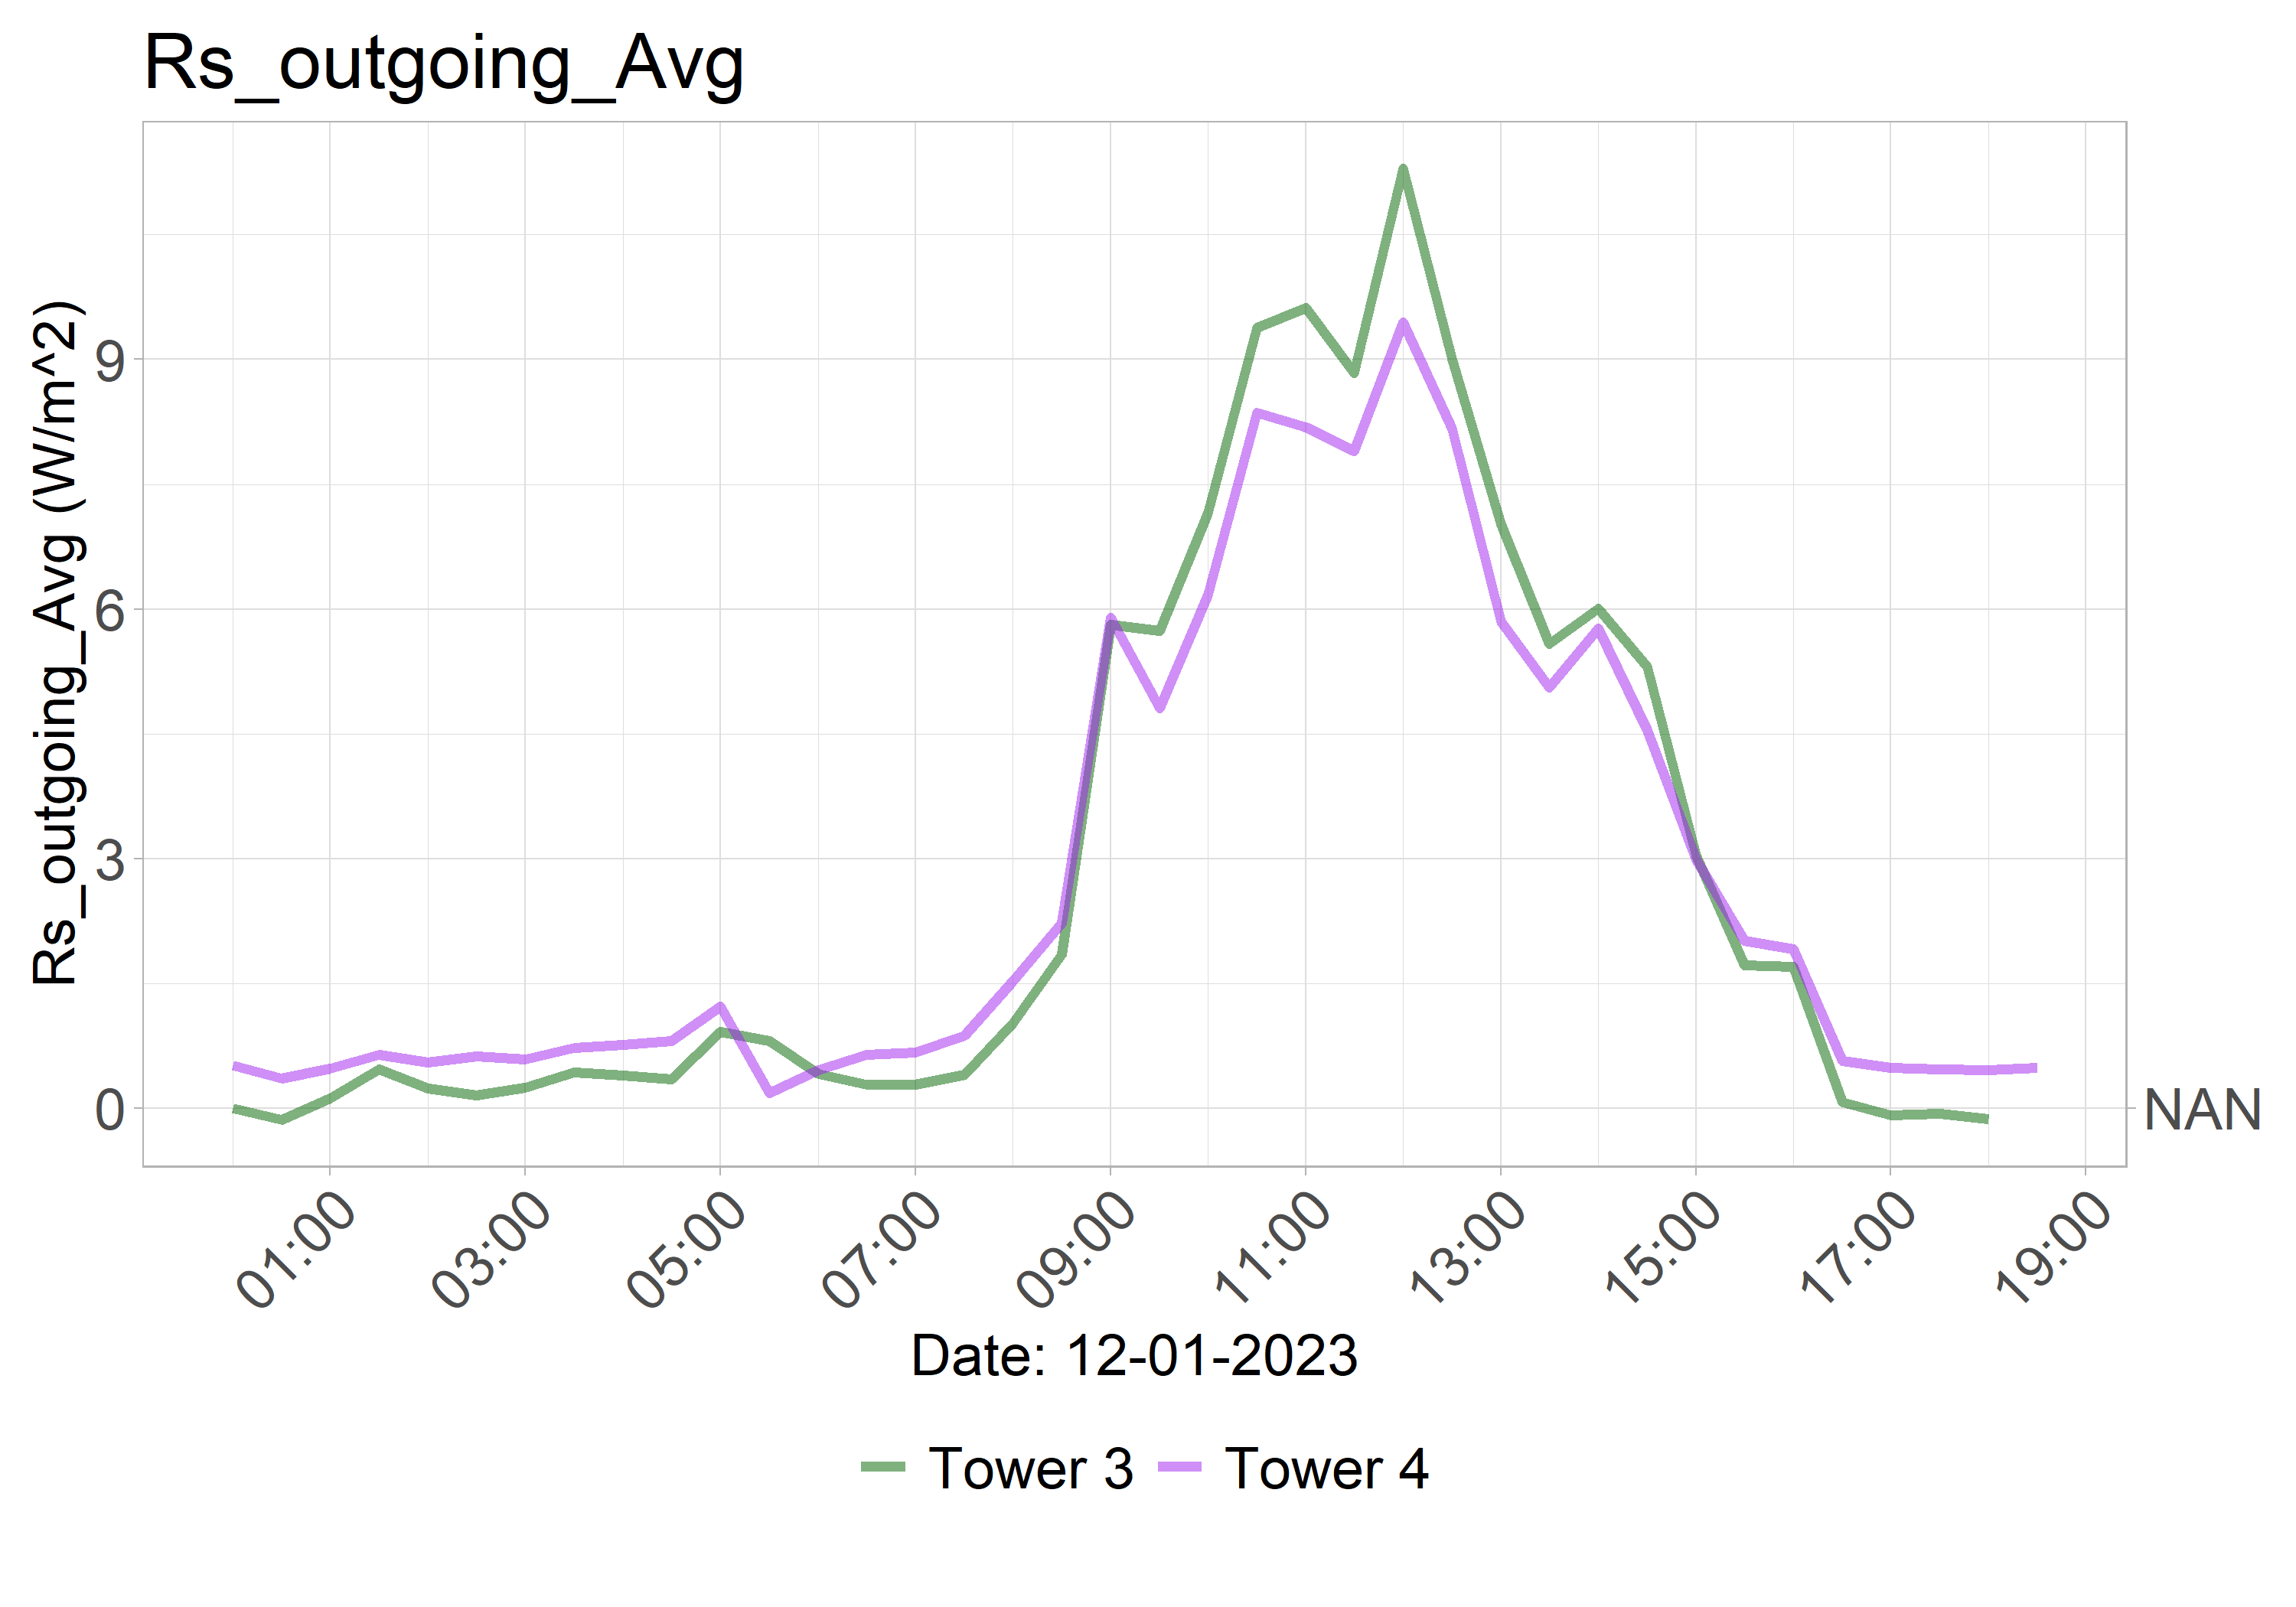 Rs_outgoing_Avg
Rs_outgoing_Avg (W/m^2)
9
6
3
0
NAN
01:00 03:00 05:00 07:00 09:00 11:00 13:00 15:00 17:00 19:00
Date: 12-01-2023
Tower 3 Tower 4